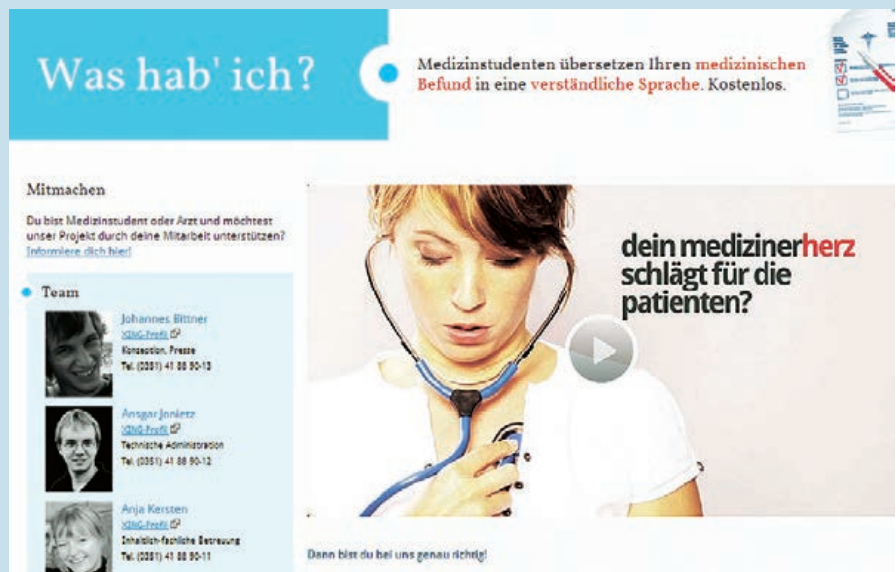 Was hab' ich?
Medizinstudenten übersetzen Ihren medizinischen
Befund in eine verständliche Sprache. Kostenlos.
Mitmachen
Du bist Medizinstudent oder Arzt und möchtest
unser Projekt durch deine Mitarbeit unterstützen?
Informiere dich hier!
Team
Johannes Bittner
XING-Profil
Konzeption, Presse
Tel. (0351) 41 88 90-13
Ansgar Jonietz
XING-Profil
Technische Administration
Tel. (0351) 41 88 90-12
Anja Kersten
XING-Profil
Inhaltlich-fachliche Betreuung
Tel. (0351) 41 88 90-11
dein medizinerherz
schlägt für die
patienten?
Dann bist du bei uns genau richtig!